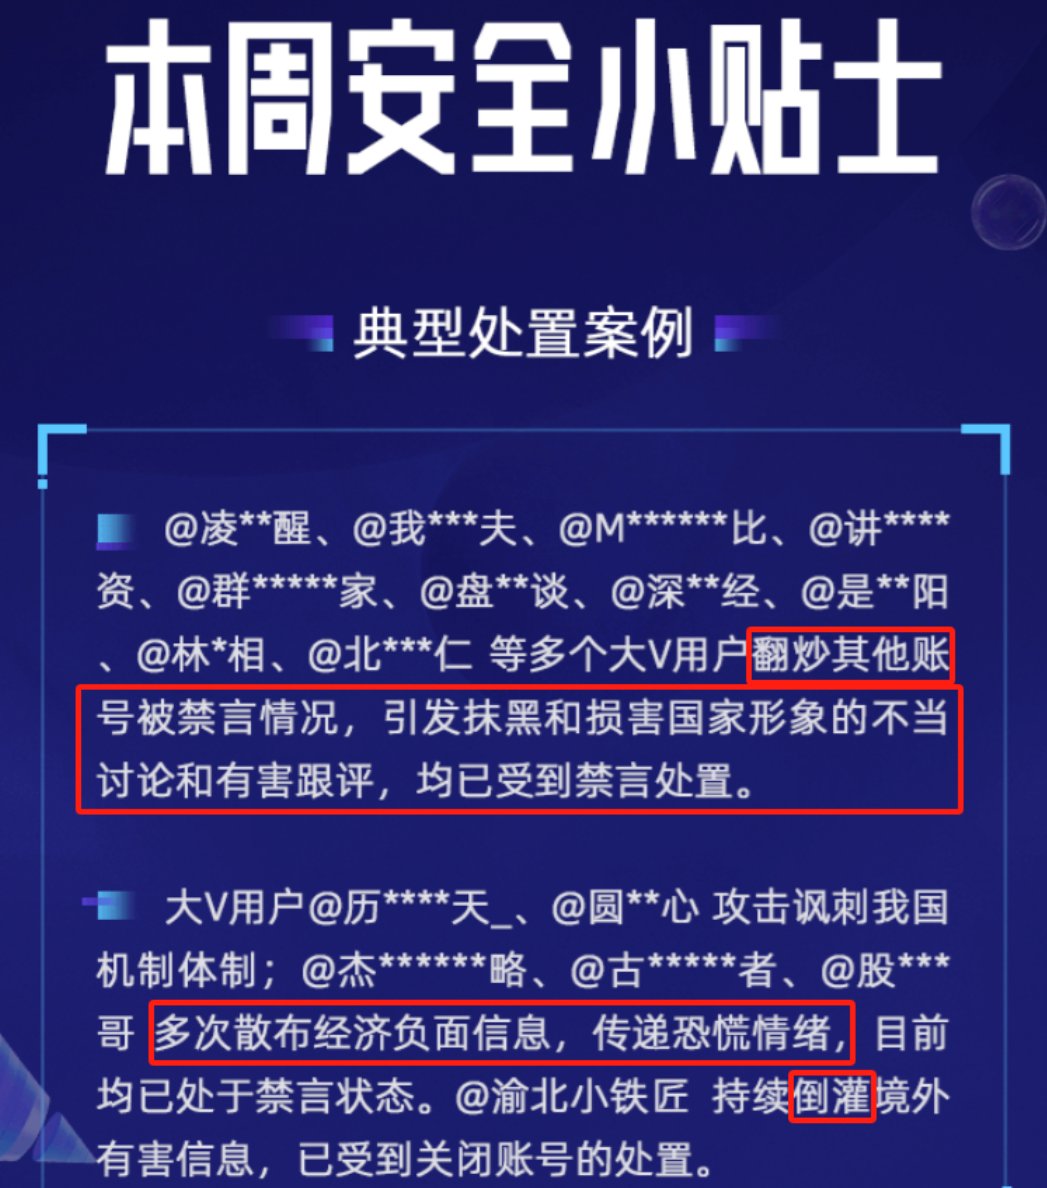 本周安全小贴士
典型处置案例
@凌**醒、@我***夫、@M******比、@讲****
资、@群*****家、@盘**谈、@深**经、@是**阳
、@林*相、@北***仁 等多个大V用户翻炒其他账
号被禁言情况，引发抹黑和损害国家形象的不当
讨论和有害跟评，均已受到禁言处置。
大V用户@历****天_、@圆**心 攻击讽刺我国
机制体制；@杰******略、@古*****者、@股***
哥 多次散布经济负面信息，传递恐慌情绪，目前
均已处于禁言状态。@渝北小铁匠 持续倒灌境外
有害信息，已受到关闭账号的处置。